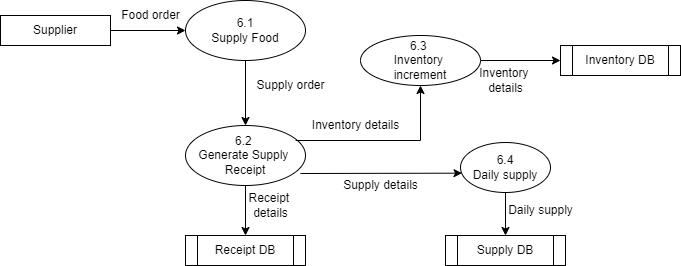 Food order
Supplier
6.1
Supply Food
6.3
Inventory
increment
Inventory DB
Inventory
details
Supply order
Inventory details
6.2
Generate Supply
Receipt
6.4
Daily supply
Supply details
Receipt
details
Daily supply
Receipt DB
Supply DB